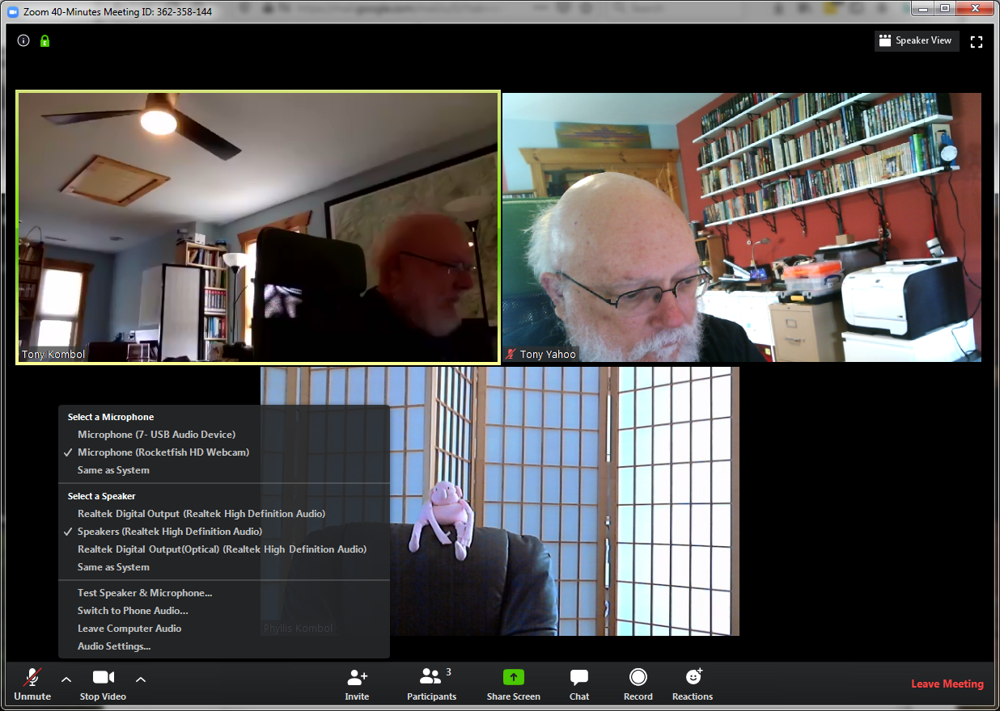 Zoom 40-Minutes Meeting ID: 362-358-144
Speaker View
Tony Kombol
Tony Yahoo
Select a Microphone
Microphone (7- USB Audio Device)
✓ Microphone (Rocketfish HD Webcam)
Same as System
Select a Speaker
Realtek Digital Output (Realtek High Definition Audio)
✓ Speakers (Realtek High Definition Audio)
Realtek Digital Output(Optical) (Realtek High Definition Audio)
Same as System
Test Speaker & Microphone...
Switch to Phone Audio...
Leave Computer Audio
Audio Settings...
Phyllis Kombol
Unmute
Stop Video
Invite
Participants 3
Share Screen
Chat
Record
Reactions
Leave Meeting